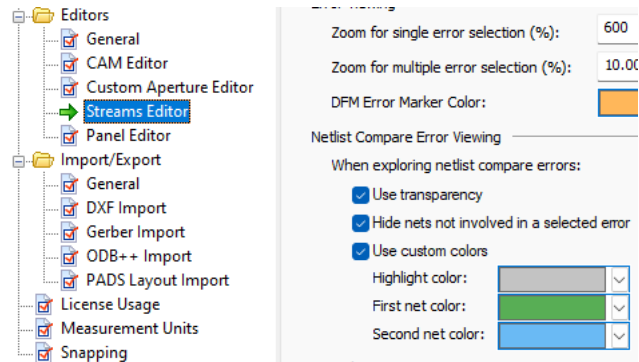 Editors
General
CAM Editor
Custom Aperture Editor
Streams Editor
Panel Editor
Import/Export
General
DXF Import
Gerber Import
ODB++ Import
PADS Layout Import
License Usage
Measurement Units
Snapping
Error Viewing
Zoom for single error selection (%): 600
Zoom for multiple error selection (%): 10.00
DFM Error Marker Color:
Netlist Compare Error Viewing
When exploring netlist compare errors:
Use transparency
Hide nets not involved in a selected error
Use custom colors
Highlight color:
First net color:
Second net color: